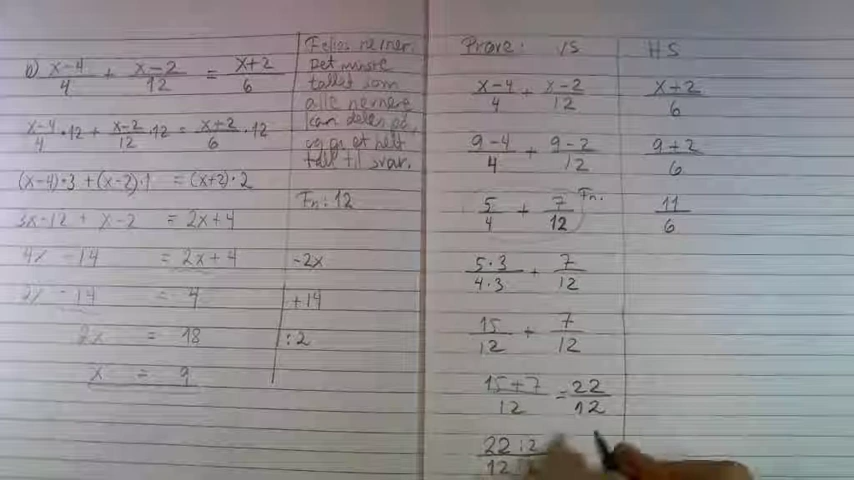 b) x-4/4 + x-2/12 = x+2/6
x-4/4 · 12 + x-2/12 · 12 = x+2/6 · 12
(x-4)·3 + (x-2)·1 = (x+2)·2
3x-12 + x-2 = 2x+4
4x -14 = 2x+4
2x -14 = 4
2x = 18
x = 9
Felles nevner:
Det minste
tallet som
alle nevnere
kan deles på,
og gi et helt
tall til svar.
Fn: 12
-2x
+14
:2
Prøve: VS
x-4/4 + x-2/12
9-4/4 + 9-2/12
5/4 + 7/12 Fn.
5·3/4·3 + 7/12
15/12 + 7/12
15+7/12 = 22/12
22:2
12
HS
x+2/6
9+2/6
11/6